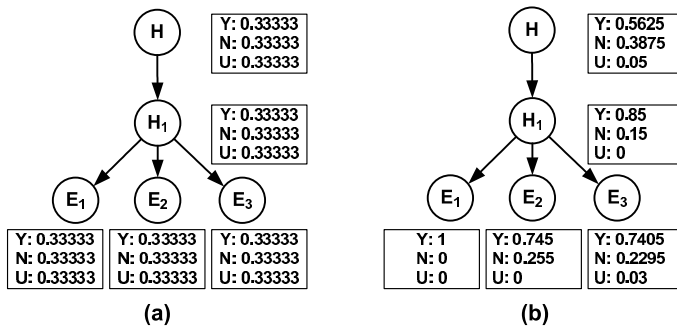 H
Y: 0.33333
N: 0.33333
U: 0.33333
H₁
Y: 0.33333
N: 0.33333
U: 0.33333
E₁
E₂
E₃
Y: 0.33333
N: 0.33333
U: 0.33333
Y: 0.33333
N: 0.33333
U: 0.33333
Y: 0.33333
N: 0.33333
U: 0.33333
(a)
H
Y: 0.5625
N: 0.3875
U: 0.05
H₁
Y: 0.85
N: 0.15
U: 0
E₁
E₂
E₃
Y: 1
N: 0
U: 0
Y: 0.745
N: 0.255
U: 0
Y: 0.7405
N: 0.2295
U: 0.03
(b)